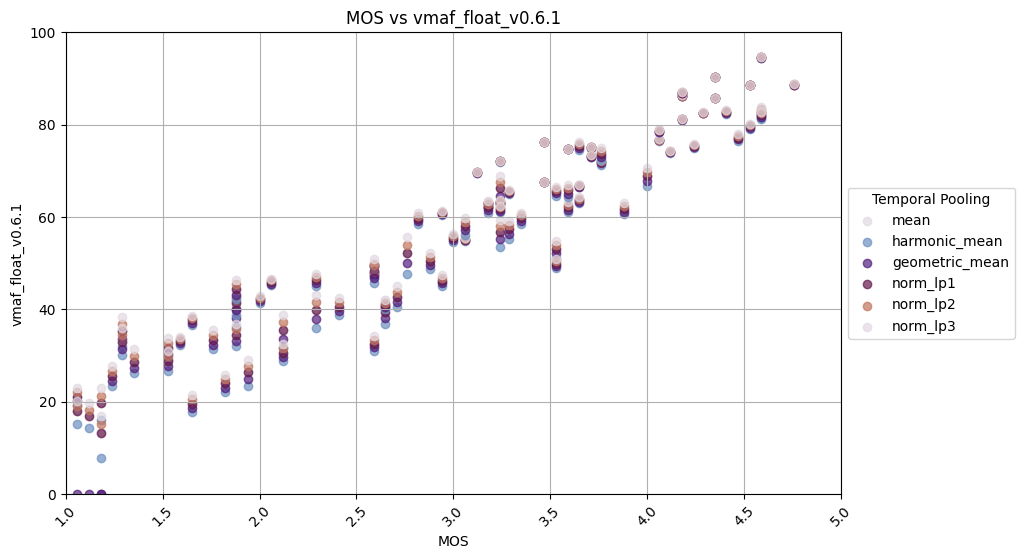 MOS vs vmaf_float_v0.6.1
100
80
60
40
20
0
vmaf_float_v0.6.1
1.0
1.5
2.0
2.5
3.0
3.5
4.0
4.5
5.0
MOS
Temporal Pooling
mean
harmonic_mean
geometric_mean
norm_lp1
norm_lp2
norm_lp3